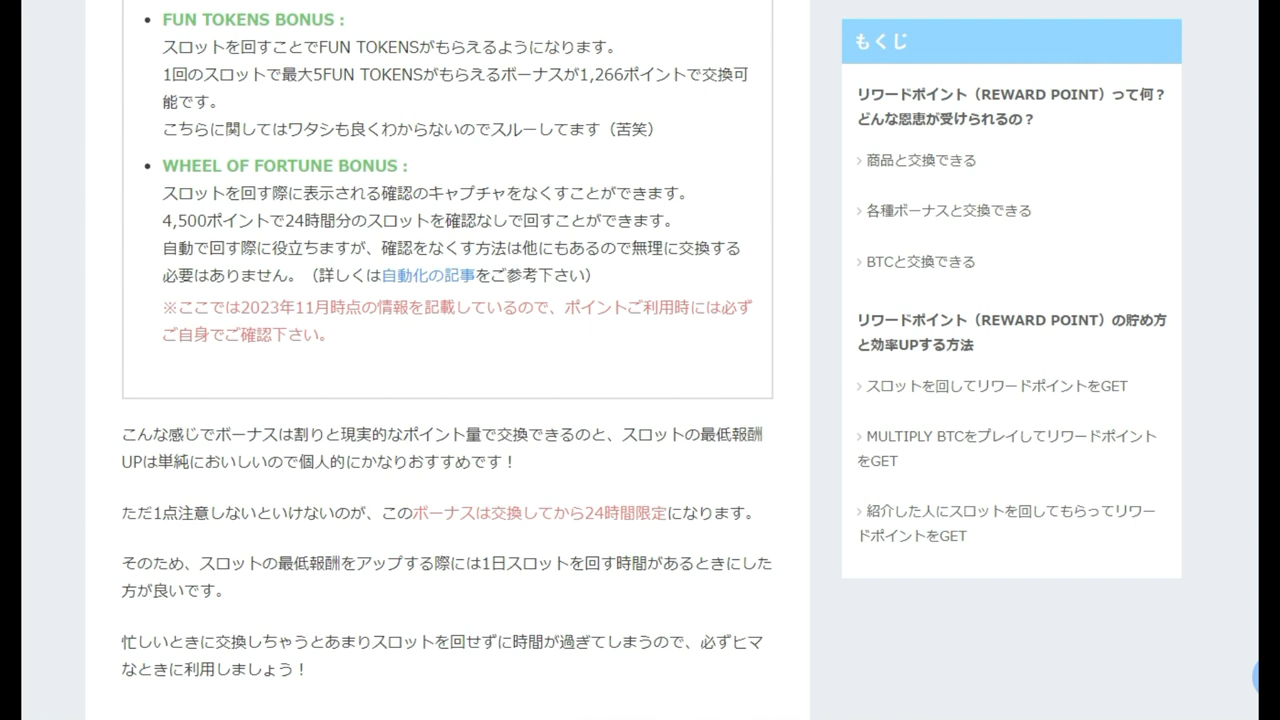 FUN TOKENS BONUS :
スロットを回すことでFUN TOKENSがもらえるようになります。
1回のスロットで最大5FUN TOKENSがもらえるボーナスが1,266ポイントで交換可
能です。
こちらに関してはワタシも良くわからないのでスルーしてます（苦笑）
WHEEL OF FORTUNE BONUS :
スロットを回す際に表示される確認のキャプチャをなくすことができます。
4,500ポイントで24時間分のスロットを確認なしで回すことができます。
自動で回す際に役立ちますが、確認をなくす方法は他にもあるので無理に交換する
必要はありません。（詳しくは自動化の記事をご参考下さい）
※ここでは2023年11月時点の情報を記載しているので、ポイントご利用時には必ず
ご自身でご確認下さい。
こんな感じでボーナスは割りと現実的なポイント量で交換できるのと、スロットの最低報酬
UPは単純においしいので個人的にかなりおすすめです！
ただ1点注意しないといけないのが、このボーナスは交換してから24時間限定になります。
そのため、スロットの最低報酬をアップする際には1日スロットを回す時間があるときにした
方が良いです。
忙しいときに交換しちゃうとあまりスロットを回せずに時間が過ぎてしまうので、必ずヒマ
なときに利用しましょう！
もくじ
リワードポイント（REWARD POINT）って何？
どんな恩恵が受けられるの？
› 商品と交換できる
› 各種ボーナスと交換できる
› BTCと交換できる
リワードポイント（REWARD POINT）の貯め方
と効率UPする方法
› スロットを回してリワードポイントをGET
› MULTIPLY BTCをプレイしてリワードポイント
をGET
› 紹介した人にスロットを回してもらってリワー
ドポイントをGET